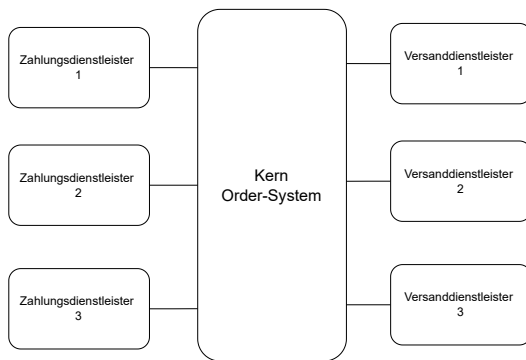 Zahlungsdienstleister
1
Zahlungsdienstleister
2
Zahlungsdienstleister
3
Kern
Order-System
Versanddienstleister
1
Versanddienstleister
2
Versanddienstleister
3